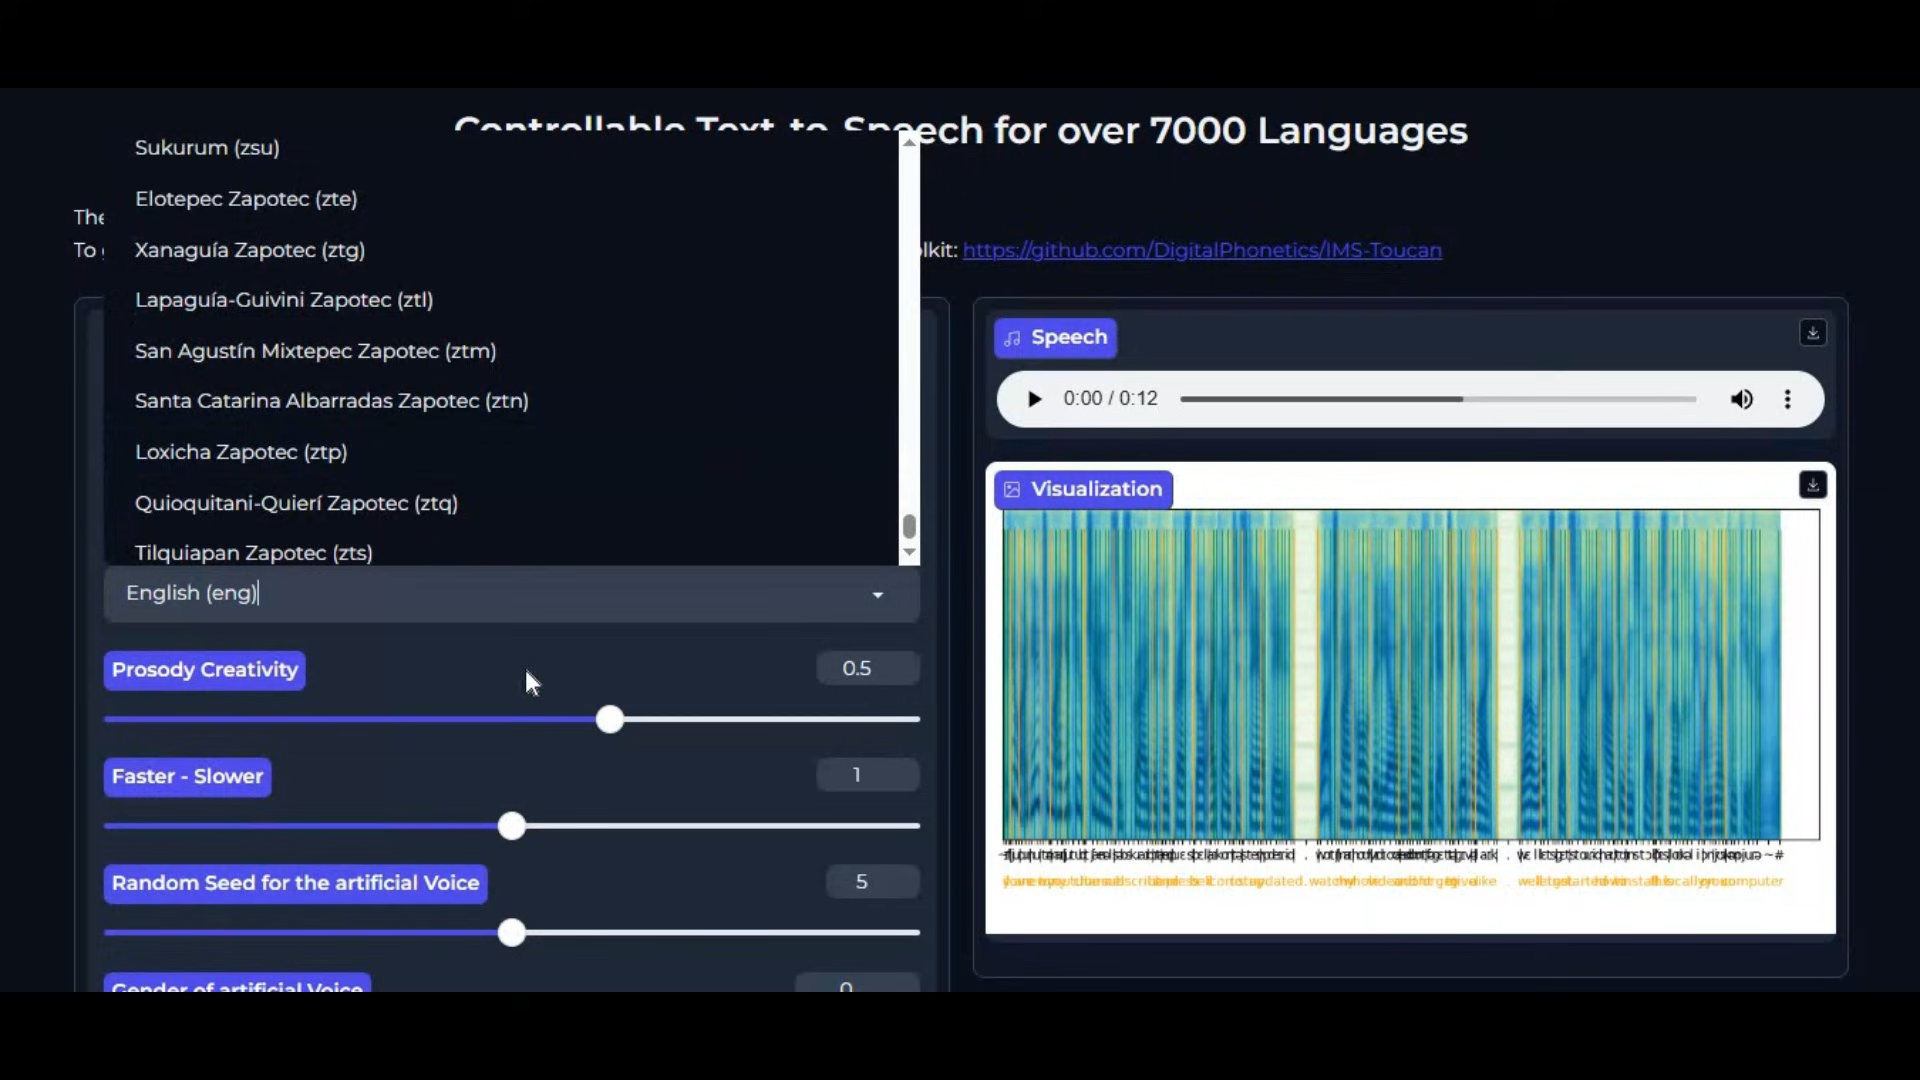 Controllable Text-to-Speech for over 7000 Languages
Sukurum (zsu)
Elotepec Zapotec (zte)
The
Xanaguía Zapotec (ztg)
To
lkit: https://github.com/DigitalPhonetics/IMS-Toucan
Lapaguía-Guivini Zapotec (ztl)
San Agustín Mixtepec Zapotec (ztm)
Santa Catarina Albarradas Zapotec (ztn)
Loxicha Zapotec (ztp)
Quioquitani-Quierí Zapotec (ztq)
Tilquiapan Zapotec (zts)
English (eng)
Prosody Creativity
0.5
Faster - Slower
1
Random Seed for the artificial Voice
5
Gender of artificial Voice
0
Speech
0:00 / 0:12
Visualization